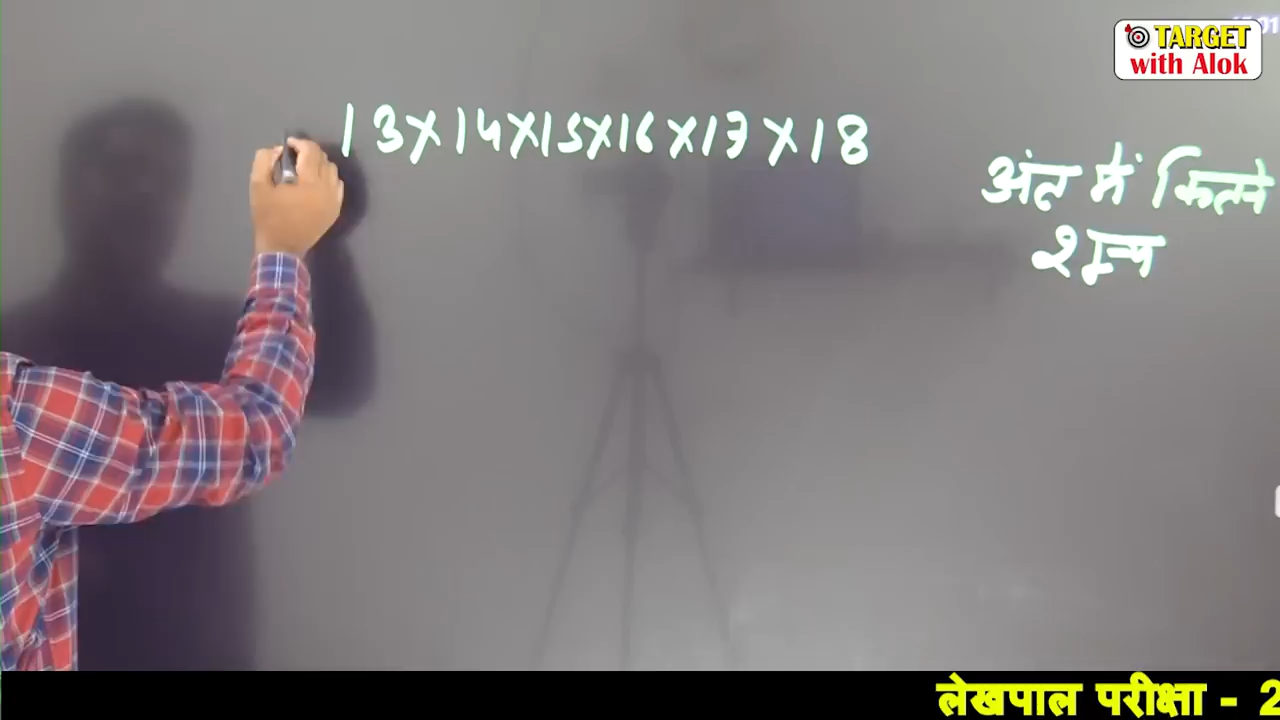 TARGET
with Alok
13×14×15×16×17×18
अंत में कितने
शून्य
लेखपाल परीक्षा - 2